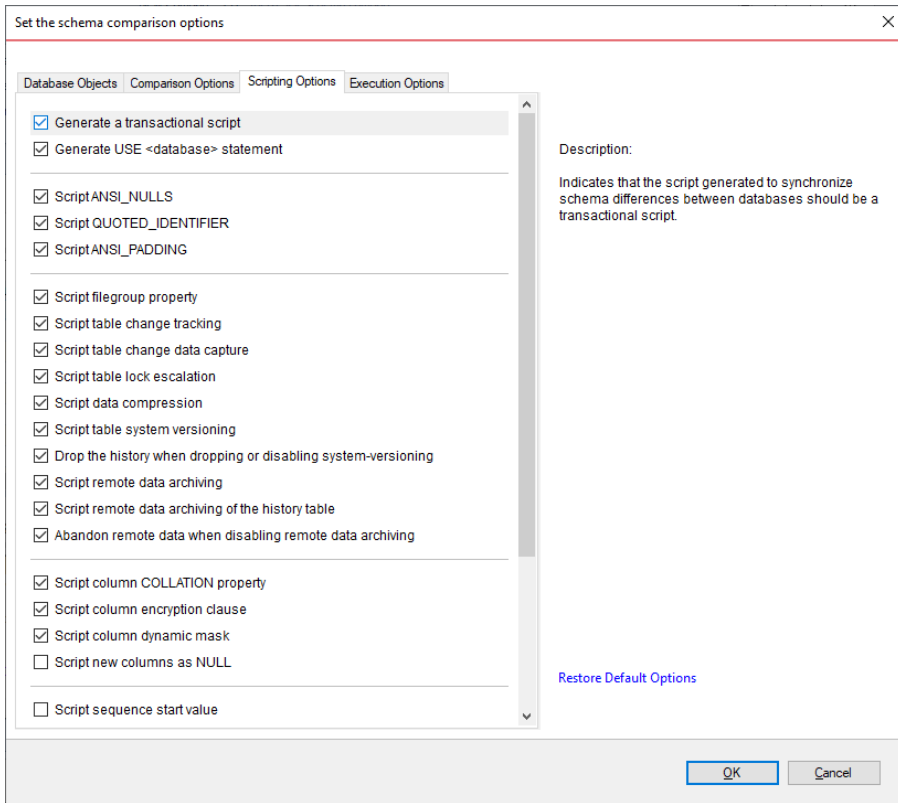 Set the schema comparison options
Database Objects Comparison Options Scripting Options Execution Options
Generate a transactional script
Generate USE <database> statement
Script ANSI_NULLS
Script QUOTED_IDENTIFIER
Script ANSI_PADDING
Script filegroup property
Script table change tracking
Script table change data capture
Script table lock escalation
Script data compression
Script table system versioning
Drop the history when dropping or disabling system-versioning
Script remote data archiving
Script remote data archiving of the history table
Abandon remote data when disabling remote data archiving
Script column COLLATION property
Script column encryption clause
Script column dynamic mask
Script new columns as NULL
Script sequence start value
Description:
Indicates that the script generated to synchronize
schema differences between databases should be a
transactional script.
Restore Default Options
OK Cancel